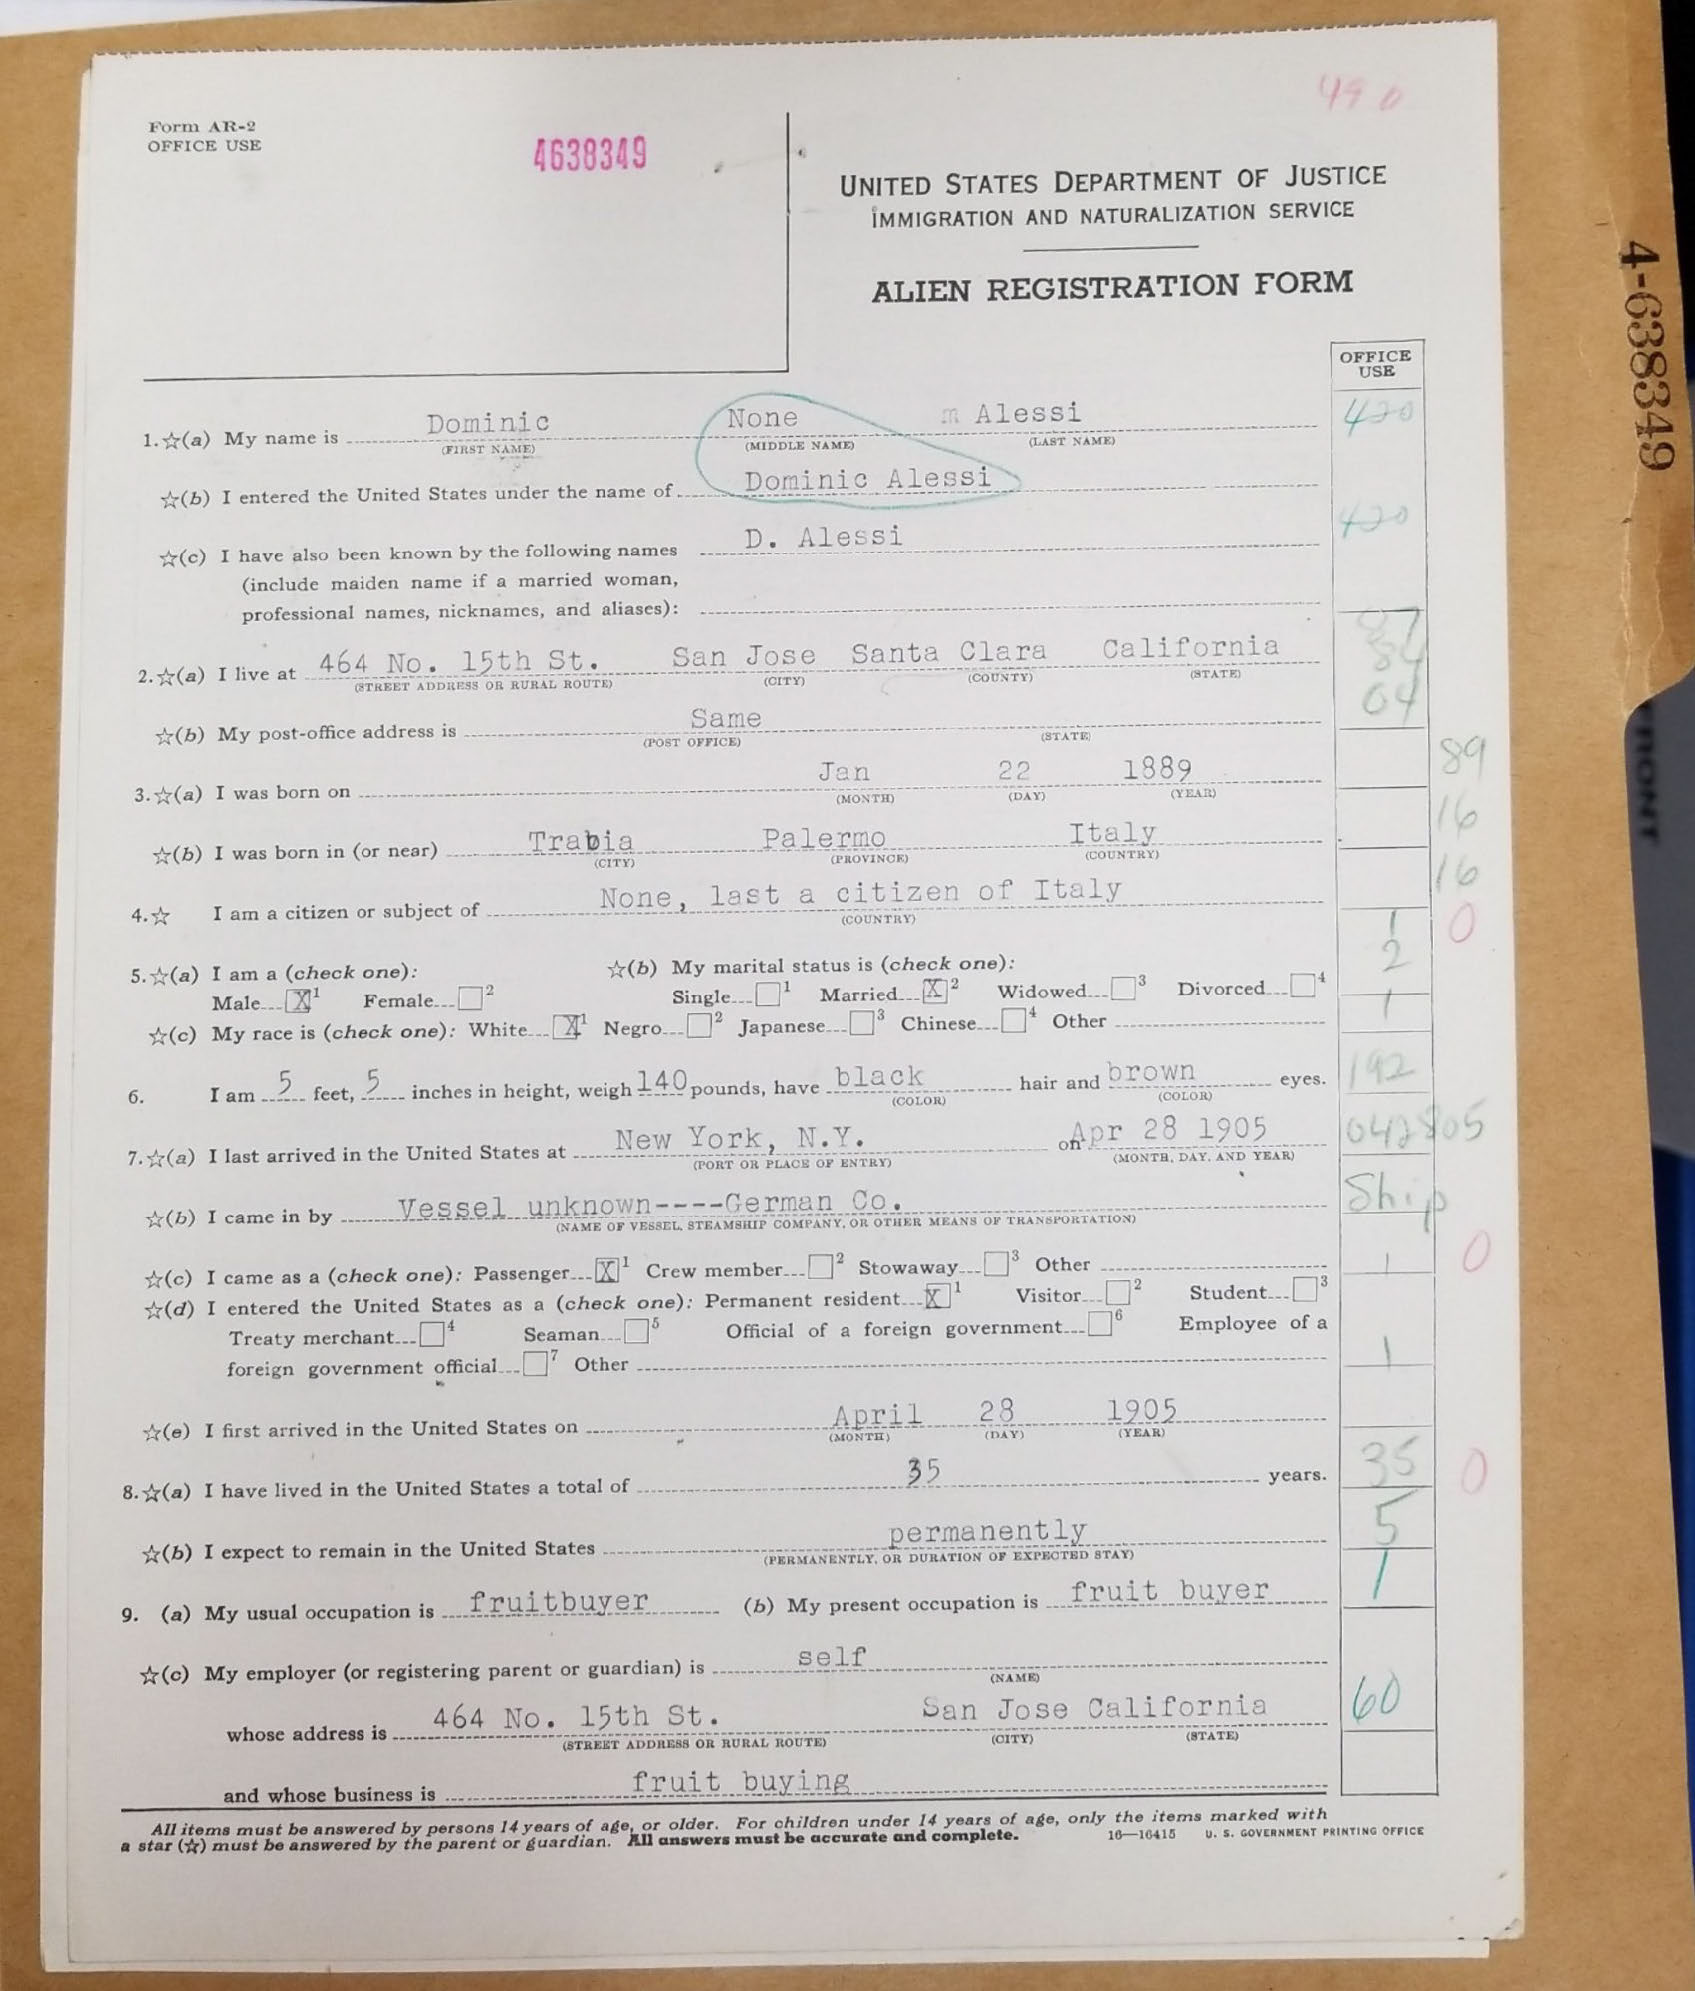 490
Form AR-2
OFFICE USE
4638349
UNITED STATES DEPARTMENT OF JUSTICE
IMMIGRATION AND NATURALIZATION SERVICE
ALIEN REGISTRATION FORM
4-638349
OFFICE USE
1.☆(a) My name is Dominic None Alessi 420
(FIRST NAME) (MIDDLE NAME) (LAST NAME)
☆(b) I entered the United States under the name of Dominic Alessi
☆(c) I have also been known by the following names D. Alessi 420
(include maiden name if a married woman,
professional names, nicknames, and aliases):
2.☆(a) I live at 464 No. 15th St. San Jose Santa Clara California
(STREET ADDRESS OR RURAL ROUTE) (CITY) (COUNTY) (STATE)
04
☆(b) My post-office address is Same
(POST OFFICE) (STATE)
3.☆(a) I was born on Jan 22 1889 89
(MONTH) (DAY) (YEAR)
☆(b) I was born in (or near) Trabia Palermo Italy 16
(CITY) (PROVINCE) (COUNTRY)
4.☆ I am a citizen or subject of None, last a citizen of Italy 16
(COUNTRY)
1 0
5.☆(a) I am a (check one): ☆(b) My marital status is (check one): 2
Male X 1 Female 2 Single 1 Married X 2 Widowed 3 Divorced 4
☆(c) My race is (check one): White X 1 Negro 2 Japanese 3 Chinese 4 Other 1
6. I am 5 feet, 5 inches in height, weigh 140 pounds, have black hair and brown eyes. 192
(COLOR) (COLOR)
7.☆(a) I last arrived in the United States at New York, N.Y. on Apr 28 1905 042805
(PORT OR PLACE OF ENTRY) (MONTH, DAY, AND YEAR)
☆(b) I came in by Vessel unknown----German Co. Ship
(NAME OF VESSEL, STEAMSHIP COMPANY, OR OTHER MEANS OF TRANSPORTATION)
☆(c) I came as a (check one): Passenger X 1 Crew member 2 Stowaway 3 Other 1 0
☆(d) I entered the United States as a (check one): Permanent resident X 1 Visitor 2 Student 3
Treaty merchant 4 Seaman 5 Official of a foreign government 6 Employee of a
foreign government official 7 Other 1
☆(e) I first arrived in the United States on April 28 1905
(MONTH) (DAY) (YEAR)
8.☆(a) I have lived in the United States a total of 35 years. 35 0
☆(b) I expect to remain in the United States permanently 5
(PERMANENTLY, OR DURATION OF EXPECTED STAY)
9. (a) My usual occupation is fruitbuyer (b) My present occupation is fruit buyer 1
☆(c) My employer (or registering parent or guardian) is self
(NAME)
whose address is 464 No. 15th St. San Jose California 60
(STREET ADDRESS OR RURAL ROUTE) (CITY) (STATE)
and whose business is fruit buying
All items must be answered by persons 14 years of age, or older. For children under 14 years of age, only the items marked with
a star (☆) must be answered by the parent or guardian. All answers must be accurate and complete. 16—16415 U. S. GOVERNMENT PRINTING OFFICE